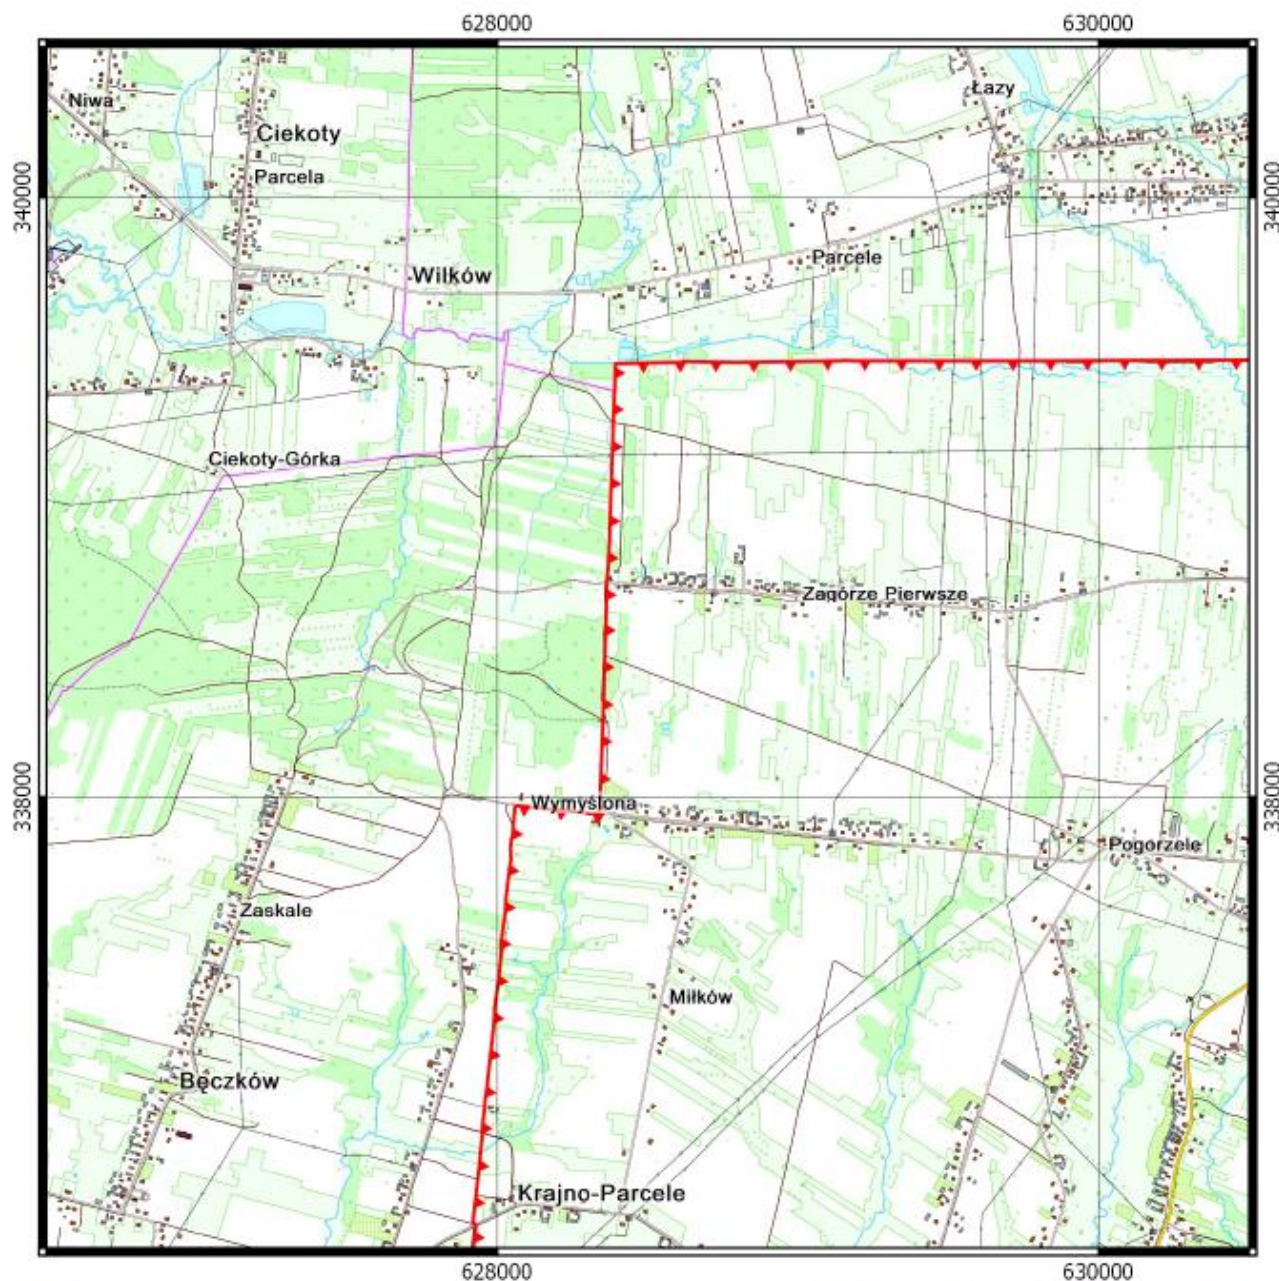 628000
630000
Łazy
Niwa
Ciekoty
Parcela
340000
340000
Parcele
Wilków
Ciekoty-Górka
Zagórze Pierwsze
338000
338000
Wymyślona
Pogorzele
Zaskale
Miłków
Bęczków
Krajno-Parcele
628000
630000